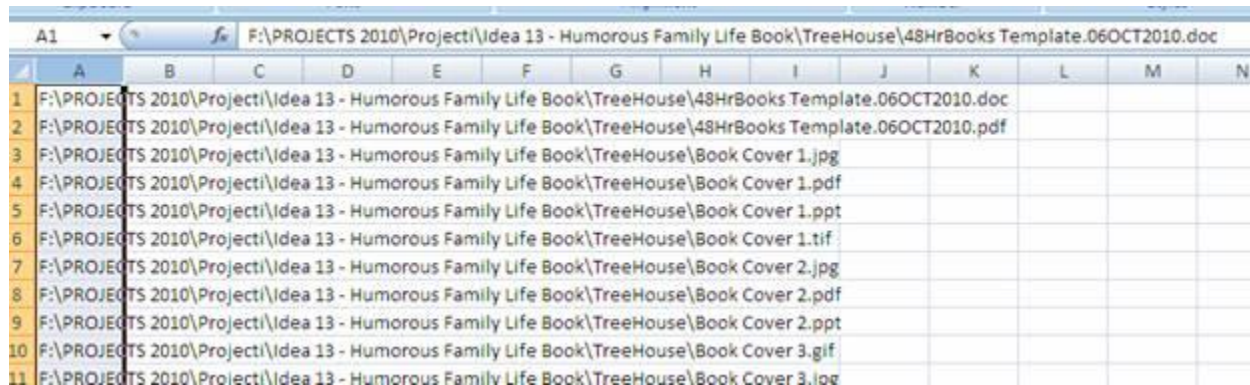 A1 fx F:\PROJECTS 2010\Projecti\Idea 13 - Humorous Family Life Book\TreeHouse\48HrBooks Template.06OCT2010.doc
A B C D E F G H I J K L M N
1 F:\PROJECTS 2010\Projecti\Idea 13 - Humorous Family Life Book\TreeHouse\48HrBooks Template.06OCT2010.doc
2 F:\PROJECTS 2010\Projecti\Idea 13 - Humorous Family Life Book\TreeHouse\48HrBooks Template.06OCT2010.pdf
3 F:\PROJECTS 2010\Projecti\Idea 13 - Humorous Family Life Book\TreeHouse\Book Cover 1.jpg
4 F:\PROJECTS 2010\Projecti\Idea 13 - Humorous Family Life Book\TreeHouse\Book Cover 1.pdf
5 F:\PROJECTS 2010\Projecti\Idea 13 - Humorous Family Life Book\TreeHouse\Book Cover 1.ppt
6 F:\PROJECTS 2010\Projecti\Idea 13 - Humorous Family Life Book\TreeHouse\Book Cover 1.tif
7 F:\PROJECTS 2010\Projecti\Idea 13 - Humorous Family Life Book\TreeHouse\Book Cover 2.jpg
8 F:\PROJECTS 2010\Projecti\Idea 13 - Humorous Family Life Book\TreeHouse\Book Cover 2.pdf
9 F:\PROJECTS 2010\Projecti\Idea 13 - Humorous Family Life Book\TreeHouse\Book Cover 2.ppt
10 F:\PROJECTS 2010\Projecti\Idea 13 - Humorous Family Life Book\TreeHouse\Book Cover 3.gif
11 F:\PROJECTS 2010\Projecti\Idea 13 - Humorous Family Life Book\TreeHouse\Book Cover 3.jpg